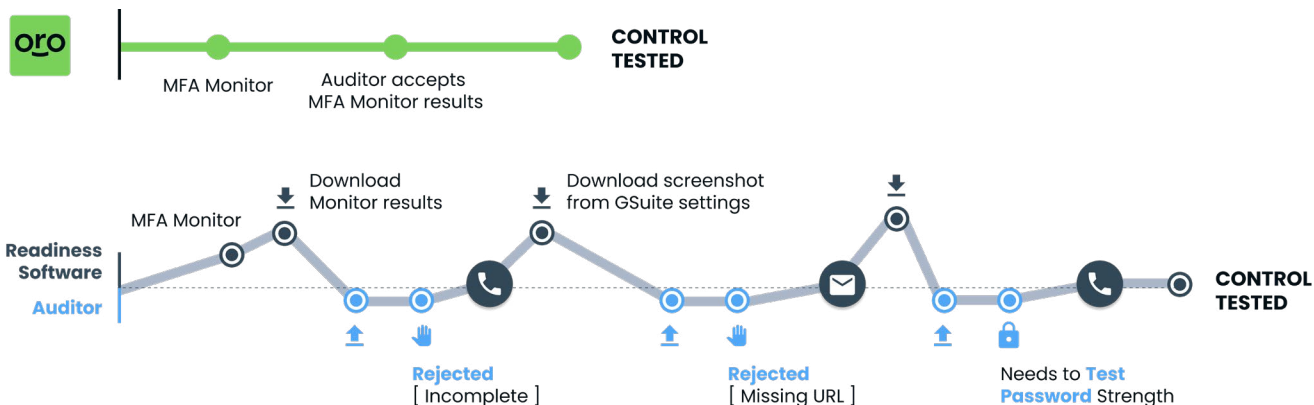 oro
CONTROL
TESTED
MFA Monitor
Auditor accepts
MFA Monitor results
Download
Monitor results
Download screenshot
from GSuite settings
MFA Monitor
Readiness
Software
Auditor
CONTROL
TESTED
Rejected
[ Incomplete ]
Rejected
[ Missing URL ]
Needs to Test
Password Strength